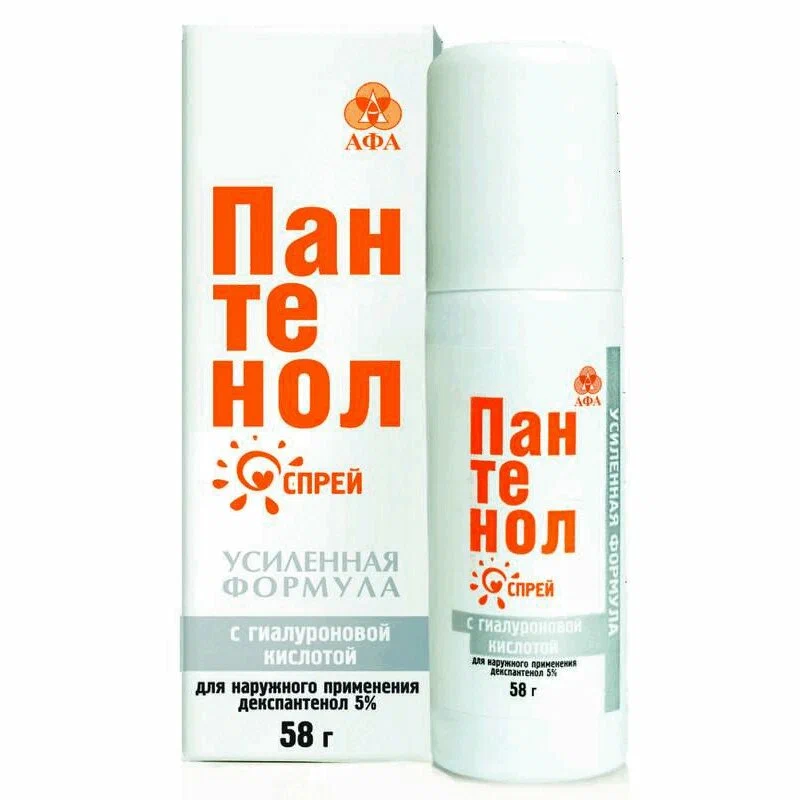 АФА
Пан
те
нол
СПРЕЙ
УСИЛЕННАЯ
ФОРМУЛА
с гиалуроновой
кислотой
для наружного применения
декспантенол 5%
58 г
АФА
Пан
те
нол
СПРЕЙ
с гиалуроновой
кислотой
для наружного применения
декспантенол 5%
58 г
УСИЛЕННАЯ ФОРМУЛА